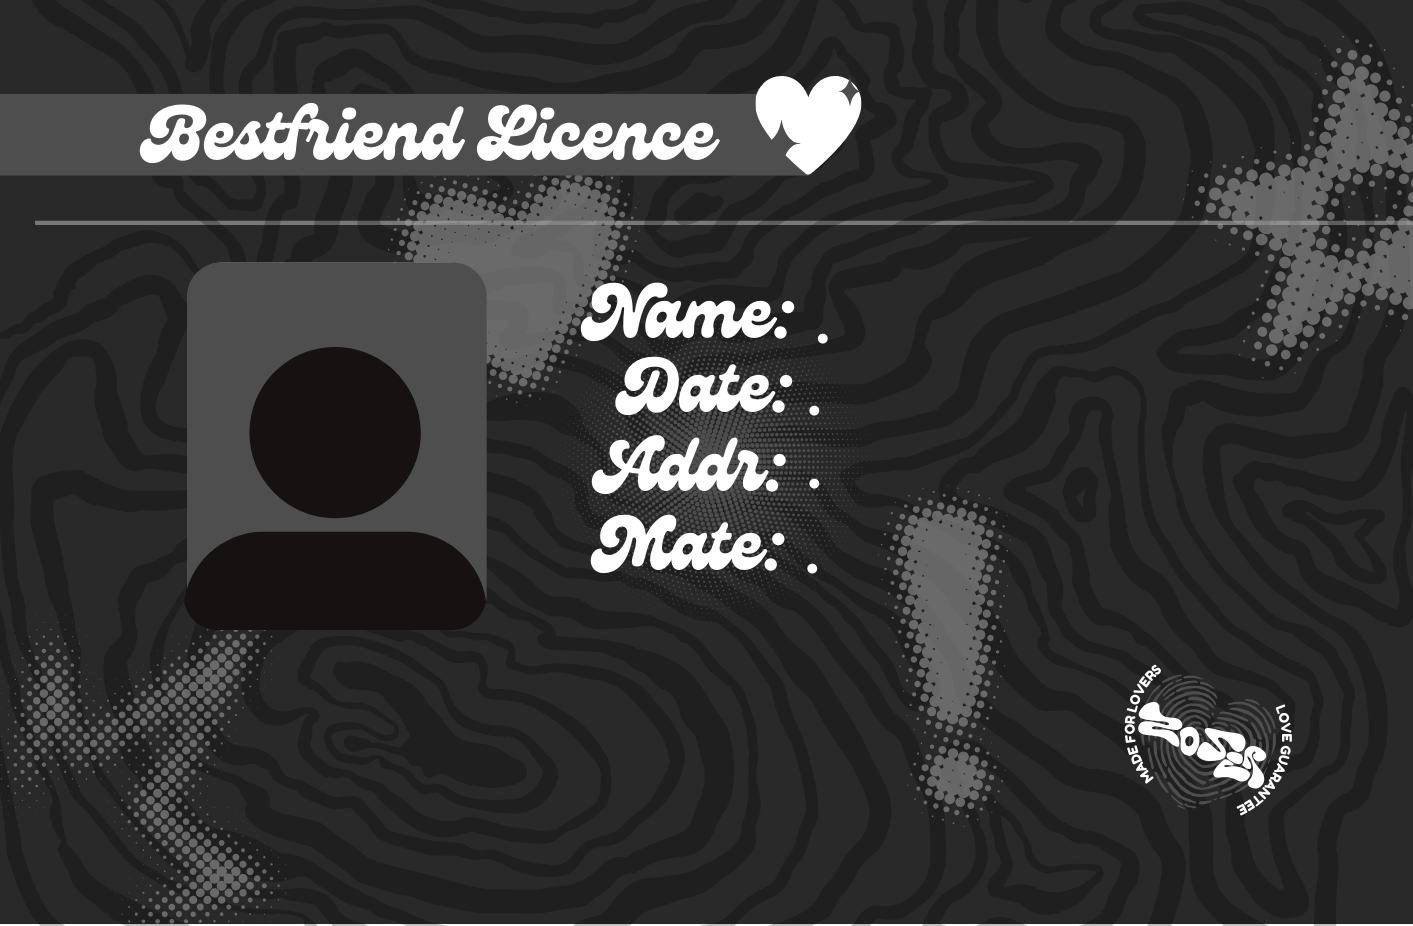 Bestfriend Licence
Name: .
Date: .
Addr: .
Mate: .
MADE FOR LOVERS
LOVE GUARANTEE